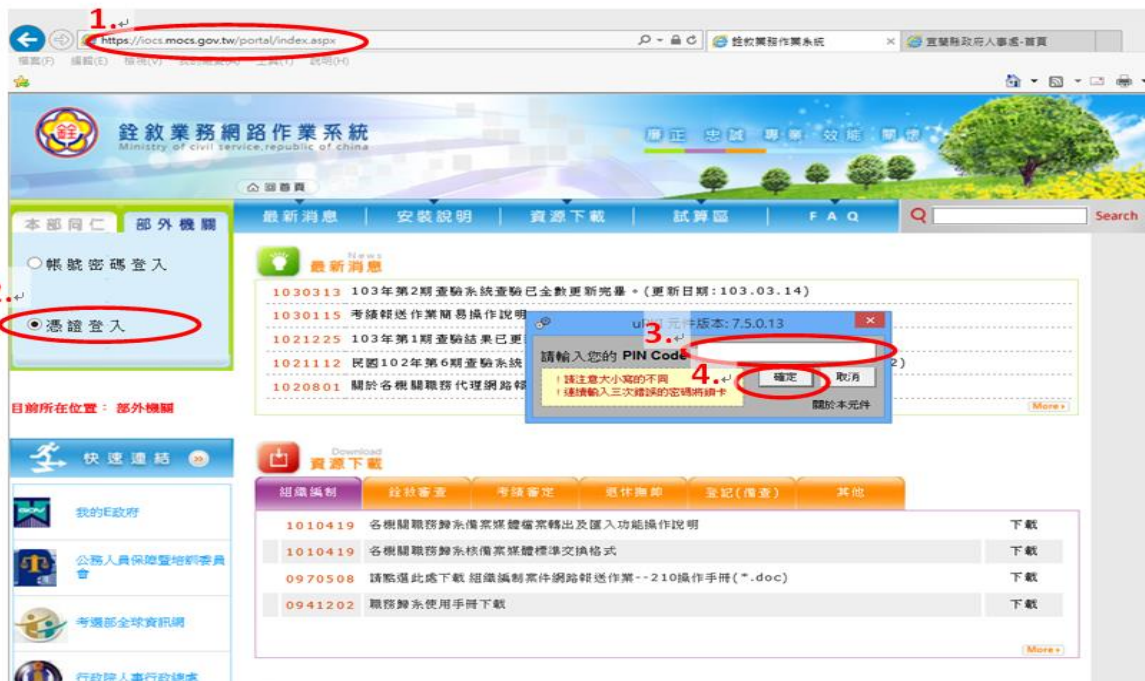 1.
https://iocs.mocs.gov.tw/portal/index.aspx
銓敘業務作業系統
宜蘭縣政府人事處-首頁
檔案(F) 編輯(E) 檢視(V) 工具(T) 說明(H)
銓
銓敘業務網路作業系統
Ministry of civil service,republic of china
廉正 忠誠 專業 效能 關懷
回首頁
本部同仁 部外機關
最新消息 | 安裝說明 | 資源下載 | 試算區 | FAQ
Search
帳號密碼登入
2.
憑證登入
目前所在位置: 部外機關
News
最新消息
1030313 103年第2期查驗系統查驗已全數更新完畢。(更新日期:103.03.14)
1030115 考績報送作業簡易操作說明
1021225 103年第1期查驗結果已更
1021112 民國102年第6期查驗系統 2)
1020801 關於各機關職務代理網路報
More
元件版本: 7.5.0.13
3.
請輸入您的 PIN Code
!請注意大小寫的不同
!連續輸入三次錯誤的密碼將鎖卡
4.
確定 取消
關於本元件
快速連結
我的E政府
公務人員保障暨培訓委員會
考選部全球資訊網
行政院人事行政總處
Download
資源下載
組織編制 銓敘審查 考績審定 退休撫卹 登記(備查) 其他
1010419 各機關職務歸系備案媒體檔案轉出及匯入功能操作說明 下載
1010419 各機關職務歸系核備案媒體標準交換格式 下載
0970508 請點選此處下載 組織編制案件網路報送作業--210操作手冊(*.doc) 下載
0941202 職務歸系使用手冊下載 下載
More